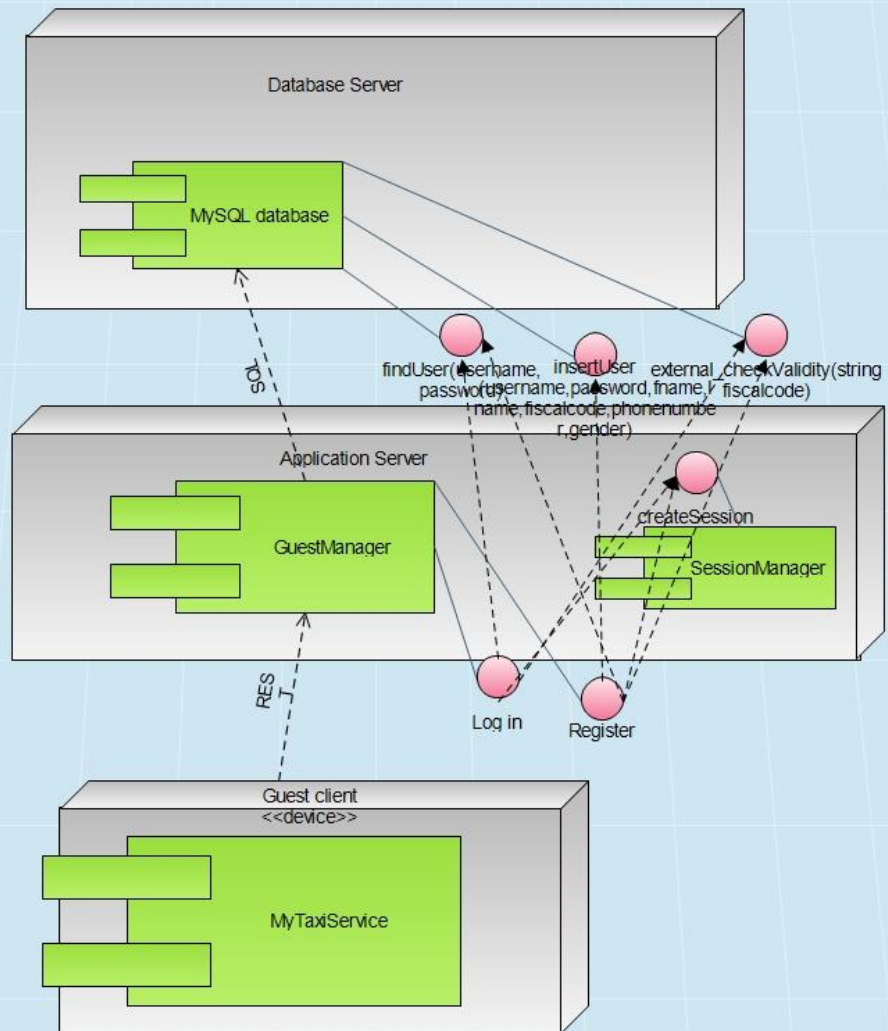 Database Server
MySQL database
SQL
findUser(username,
password)
insertUser
(username,password,fname,l_
name,fiscalcode,phonenumbe
r,gender)
external_checkValidity(string
fiscalcode)
Application Server
GuestManager
createSession
SessionManager
RES
T
Log in
Register
Guest client
<<device>>
MyTaxiService